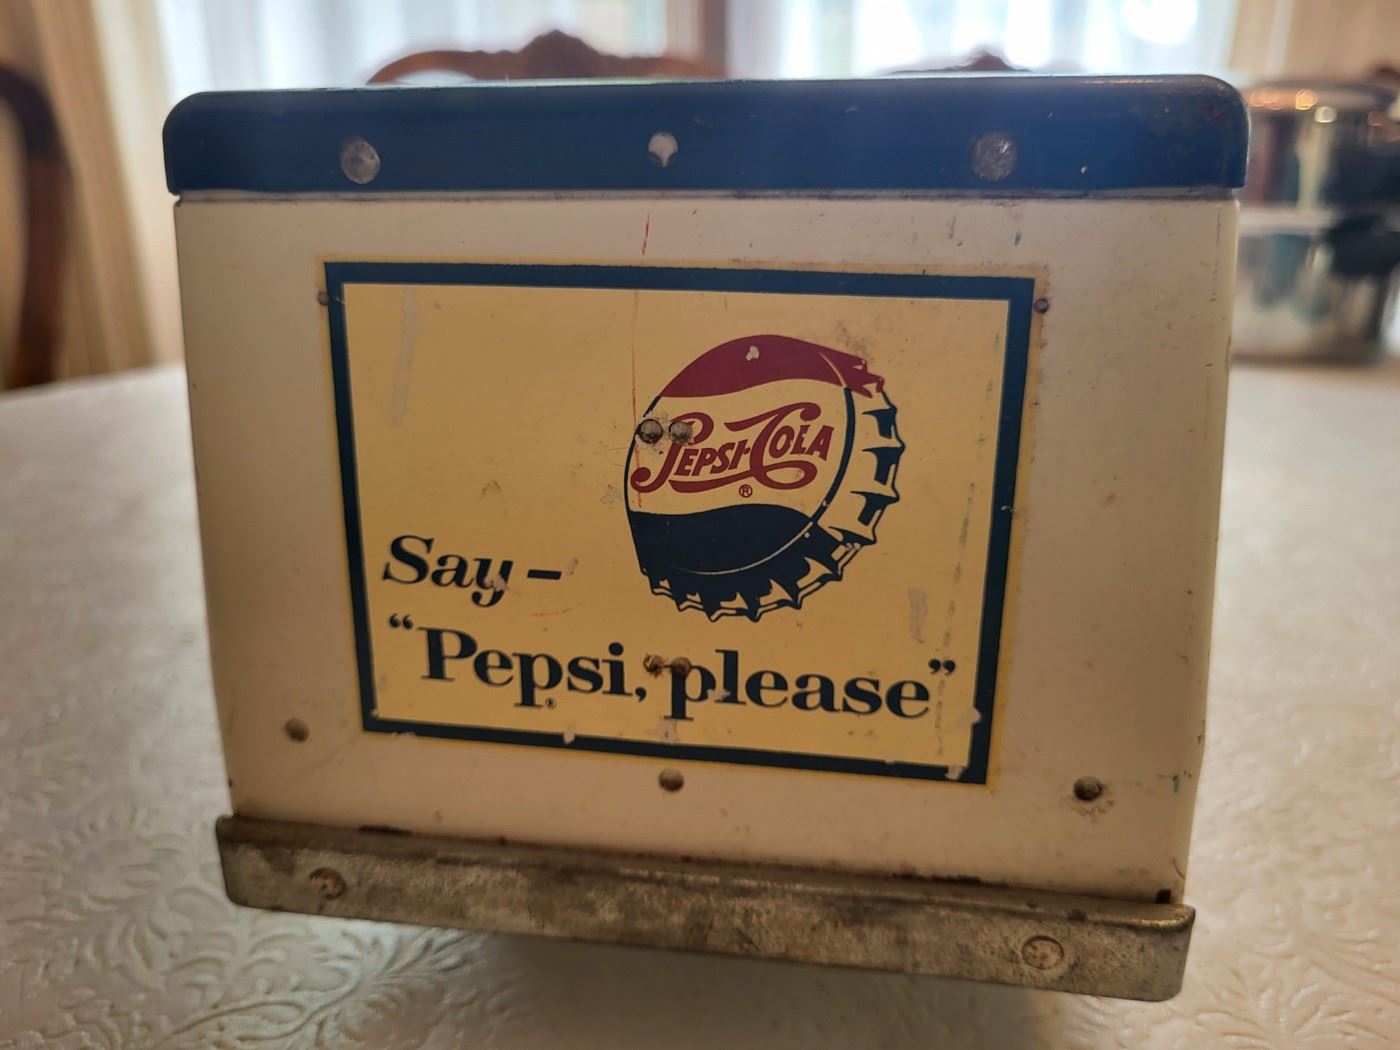 PEPSI-COLA
®
Say –
“Pepsi, please”
®